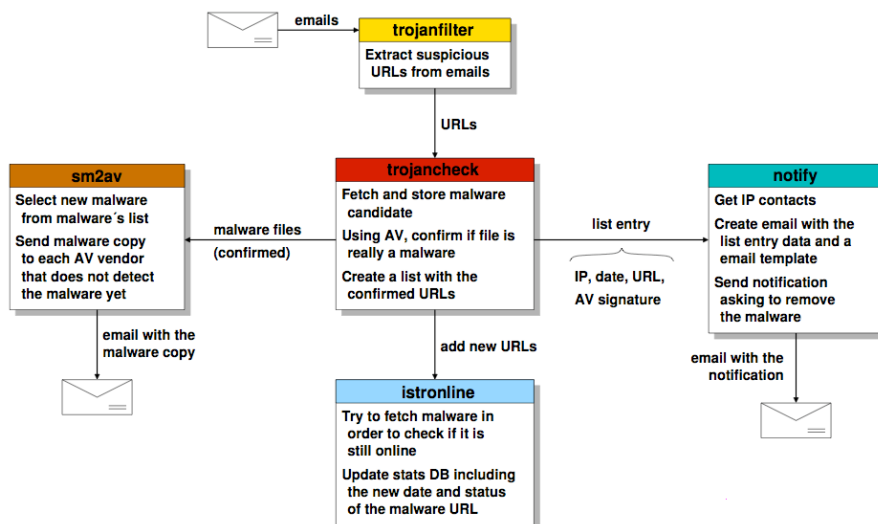 emails
trojanfilter
Extract suspicious
URLs from emails
URLs
sm2av
Select new malware
from malware´s list
Send malware copy
to each AV vendor
that does not detect
the malware yet
malware files
(confirmed)
trojancheck
Fetch and store malware
candidate
Using AV, confirm if file is
really a malware
Create a list with the
confirmed URLs
list entry
IP, date, URL,
AV signature
notify
Get IP contacts
Create email with the
list entry data and a
email template
Send notification
asking to remove
the malware
email with the
malware copy
add new URLs
email with the
notification
istronline
Try to fetch malware in
order to check if it is
still online
Update stats DB including
the new date and status
of the malware URL